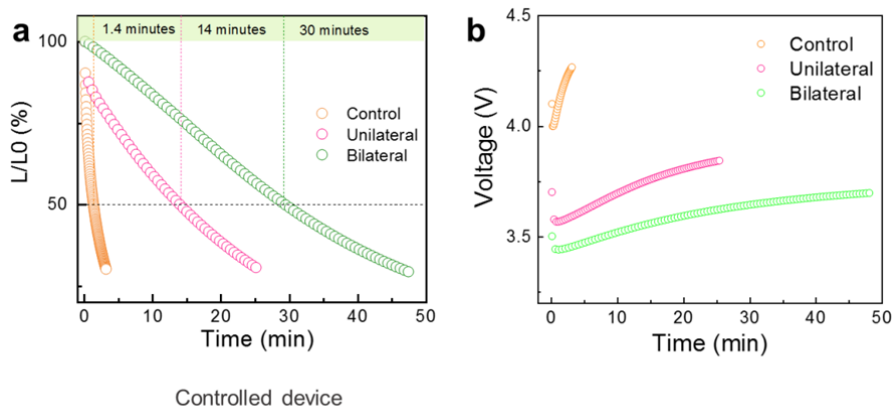 a
1.4 minutes 14 minutes 30 minutes
100
50
L/L0 (%)
Control
Unilateral
Bilateral
0 10 20 30 40 50
Time (min)
b
4.5
4.0
3.5
Voltage (V)
Control
Unilateral
Bilateral
0 10 20 30 40 50
Time (min)
Controlled device